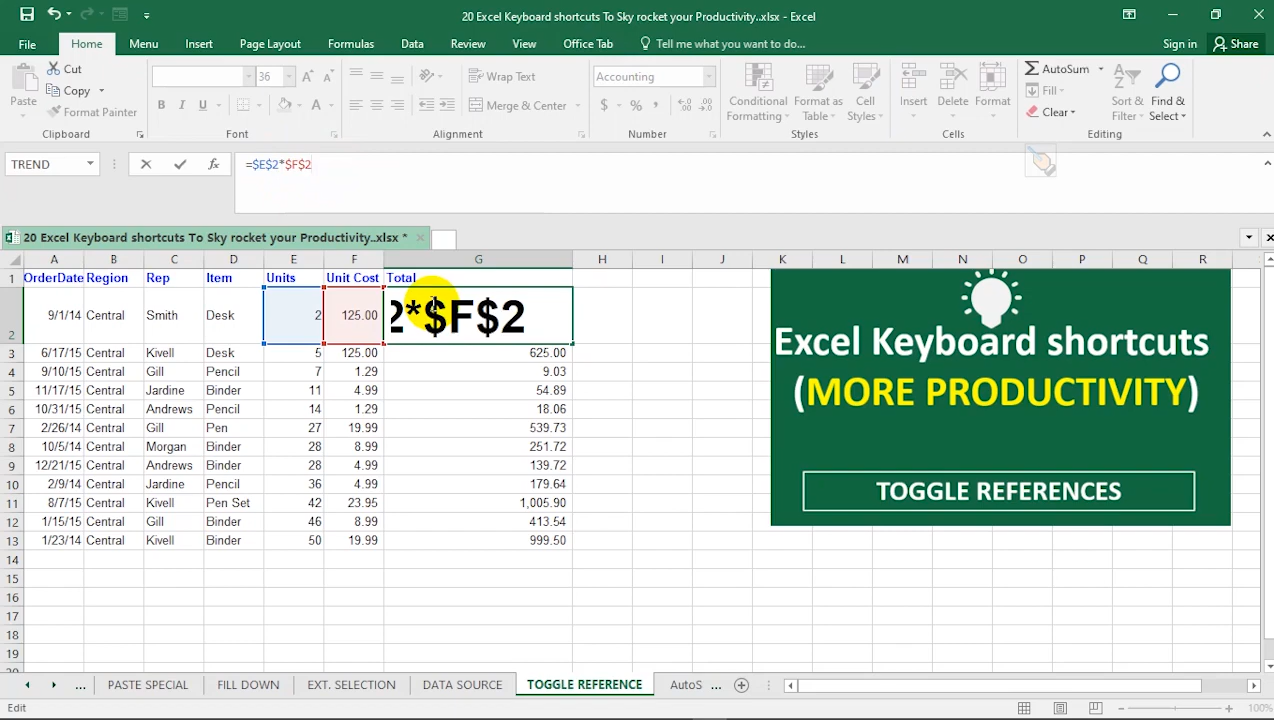 20 Excel Keyboard shortcuts To Sky rocket your Productivity..xlsx - Excel
File Home Menu Insert Page Layout Formulas Data Review View Office Tab Tell me what you want to do... Sign in Share
Paste Cut Copy Format Painter 36 Wrap Text Merge & Center Accounting Conditional Formatting Format as Table Cell Styles Insert Delete Format AutoSum Fill Clear Sort & Filter Find & Select
Clipboard Font Alignment Number Styles Cells Editing
TREND =$E$2*$F$2
20 Excel Keyboard shortcuts To Sky rocket your Productivity..xlsx *
A B C D E F G H I J K L M N O P Q R
1 OrderDate Region Rep Item Units Unit Cost Total
2 9/1/14 Central Smith Desk 2 125.00 2*$F$2
3 6/17/15 Central Kivell Desk 5 125.00 625.00
4 9/10/15 Central Gill Pencil 7 1.29 9.03
5 11/17/15 Central Jardine Binder 11 4.99 54.89
6 10/31/15 Central Andrews Pencil 14 1.29 18.06
7 2/26/14 Central Gill Pen 27 19.99 539.73
8 10/5/14 Central Morgan Binder 28 8.99 251.72
9 12/21/15 Central Andrews Binder 28 4.99 139.72
10 2/9/14 Central Jardine Pencil 36 4.99 179.64
11 8/7/15 Central Kivell Pen Set 42 23.95 1,005.90
12 1/15/15 Central Gill Binder 46 8.99 413.54
13 1/23/14 Central Kivell Binder 50 19.99 999.50
14
15
16
17
18
19
Excel Keyboard shortcuts
(MORE PRODUCTIVITY)
TOGGLE REFERENCES
... PASTE SPECIAL FILL DOWN EXT. SELECTION DATA SOURCE TOGGLE REFERENCE AutoS ...
Edit 100%